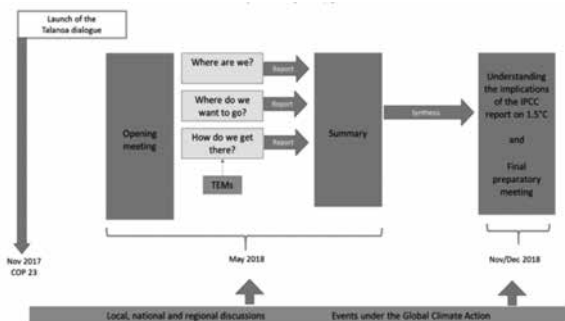 Launch of the
Talanoa dialogue
Where are we?
Report
Where do we
want to go?
Report
How do we get
there?
Report
TEMs
Opening
meeting
Summary
Synthesis
Understanding
the implications
of the IPCC
report on 1.5°C
and
Final
preparatory
meeting
Nov 2017
COP 23
May 2018
Nov/Dec 2018
Local, national and regional discussions
Events under the Global Climate Action